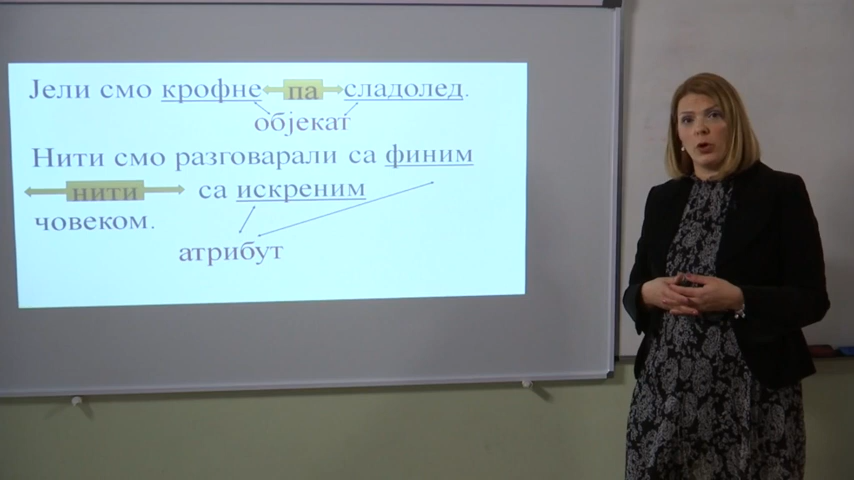 Јели смо крофне па сладолед.
објекат
Нити смо разговарали са финим
нити са искреним
човеком.
атрибут